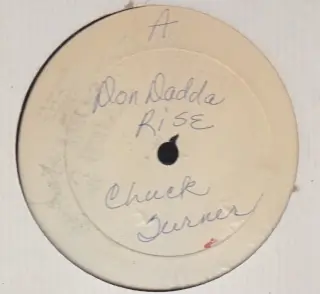 A
Don Dadda
RISE
Chuck
Turner